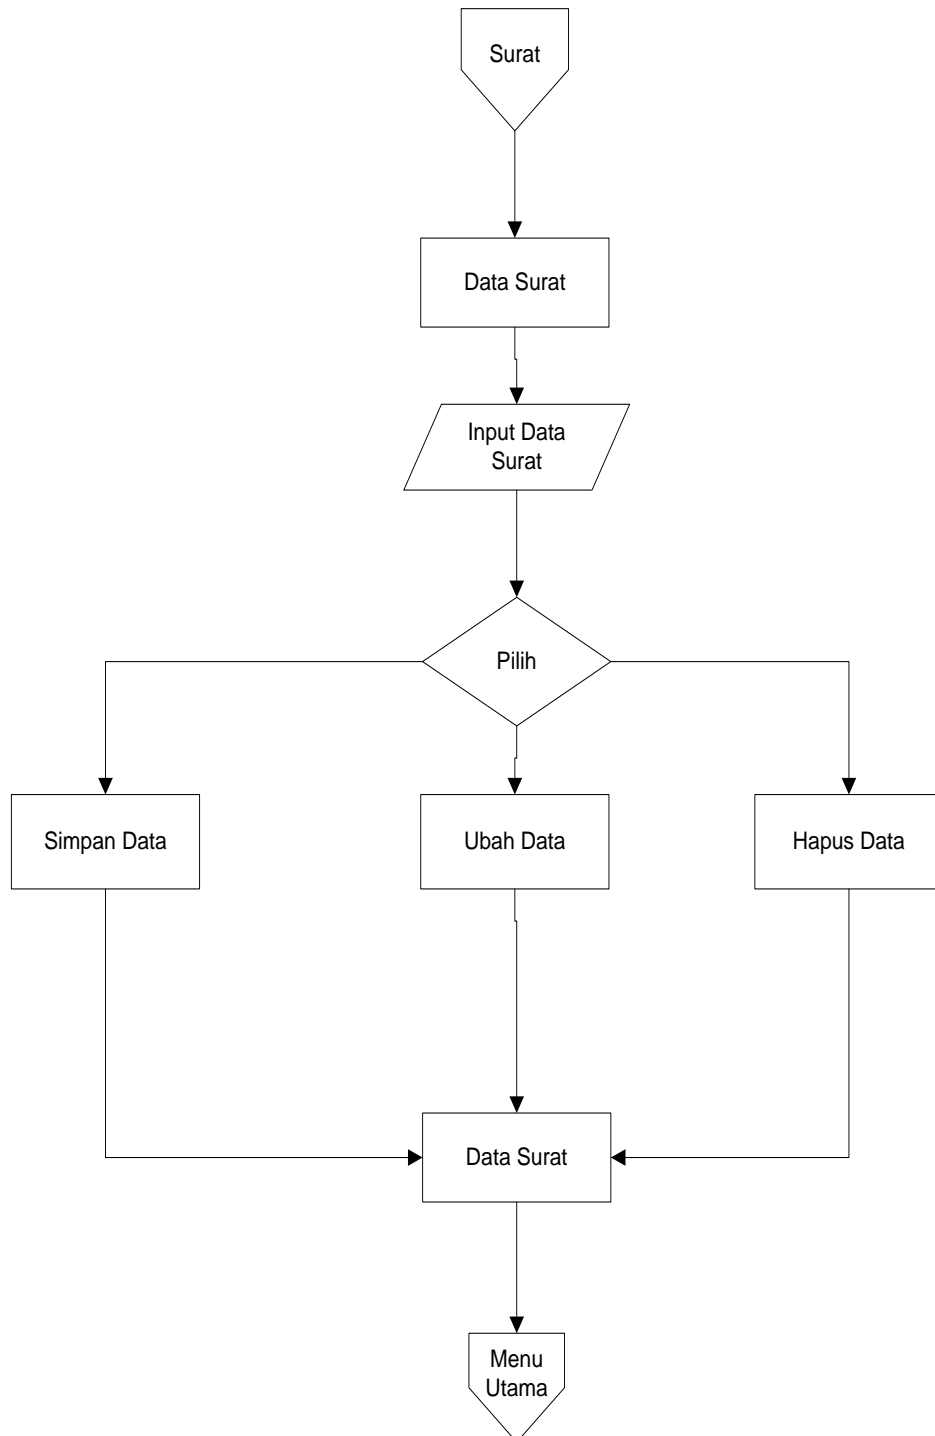 Surat
Data Surat
Input Data
Surat
Pilih
Simpan Data
Ubah Data
Hapus Data
Data Surat
Menu
Utama